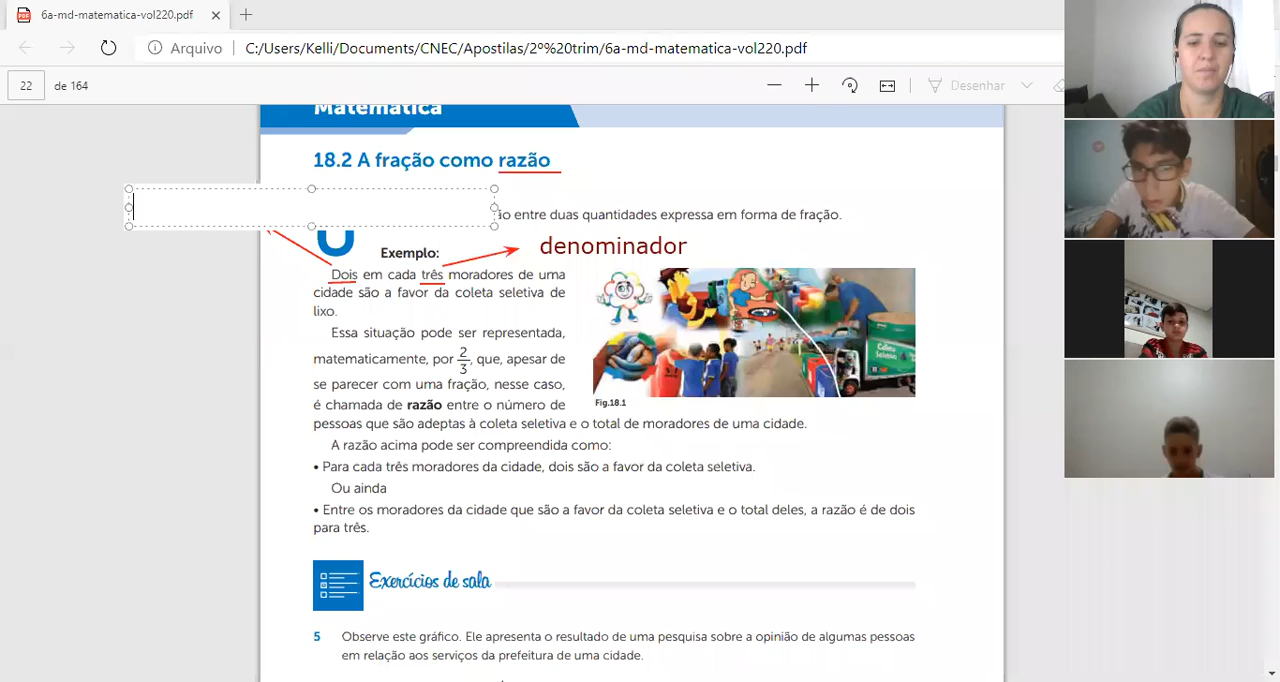 6a-md-matematica-vol220.pdf
Arquivo
C:/Users/Kelli/Documents/CNEC/Apostilas/2º%20trim/6a-md-matematica-vol220.pdf
22
de 164
Desenhar
Matemática
18.2 A fração como razão
entre duas quantidades expressa em forma de fração.
Exemplo:
denominador
Dois em cada três moradores de uma
cidade são a favor da coleta seletiva de
lixo.
Essa situação pode ser representada,
matematicamente, por 2/3, que, apesar de
se parecer com uma fração, nesse caso,
é chamada de razão entre o número de
Fig.18.1
pessoas que são adeptas à coleta seletiva e o total de moradores de uma cidade.
A razão acima pode ser compreendida como:
• Para cada três moradores da cidade, dois são a favor da coleta seletiva.
Ou ainda
• Entre os moradores da cidade que são a favor da coleta seletiva e o total deles, a razão é de dois
para três.
Exercícios de sala
5 Observe este gráfico. Ele apresenta o resultado de uma pesquisa sobre a opinião de algumas pessoas
em relação aos serviços da prefeitura de uma cidade.